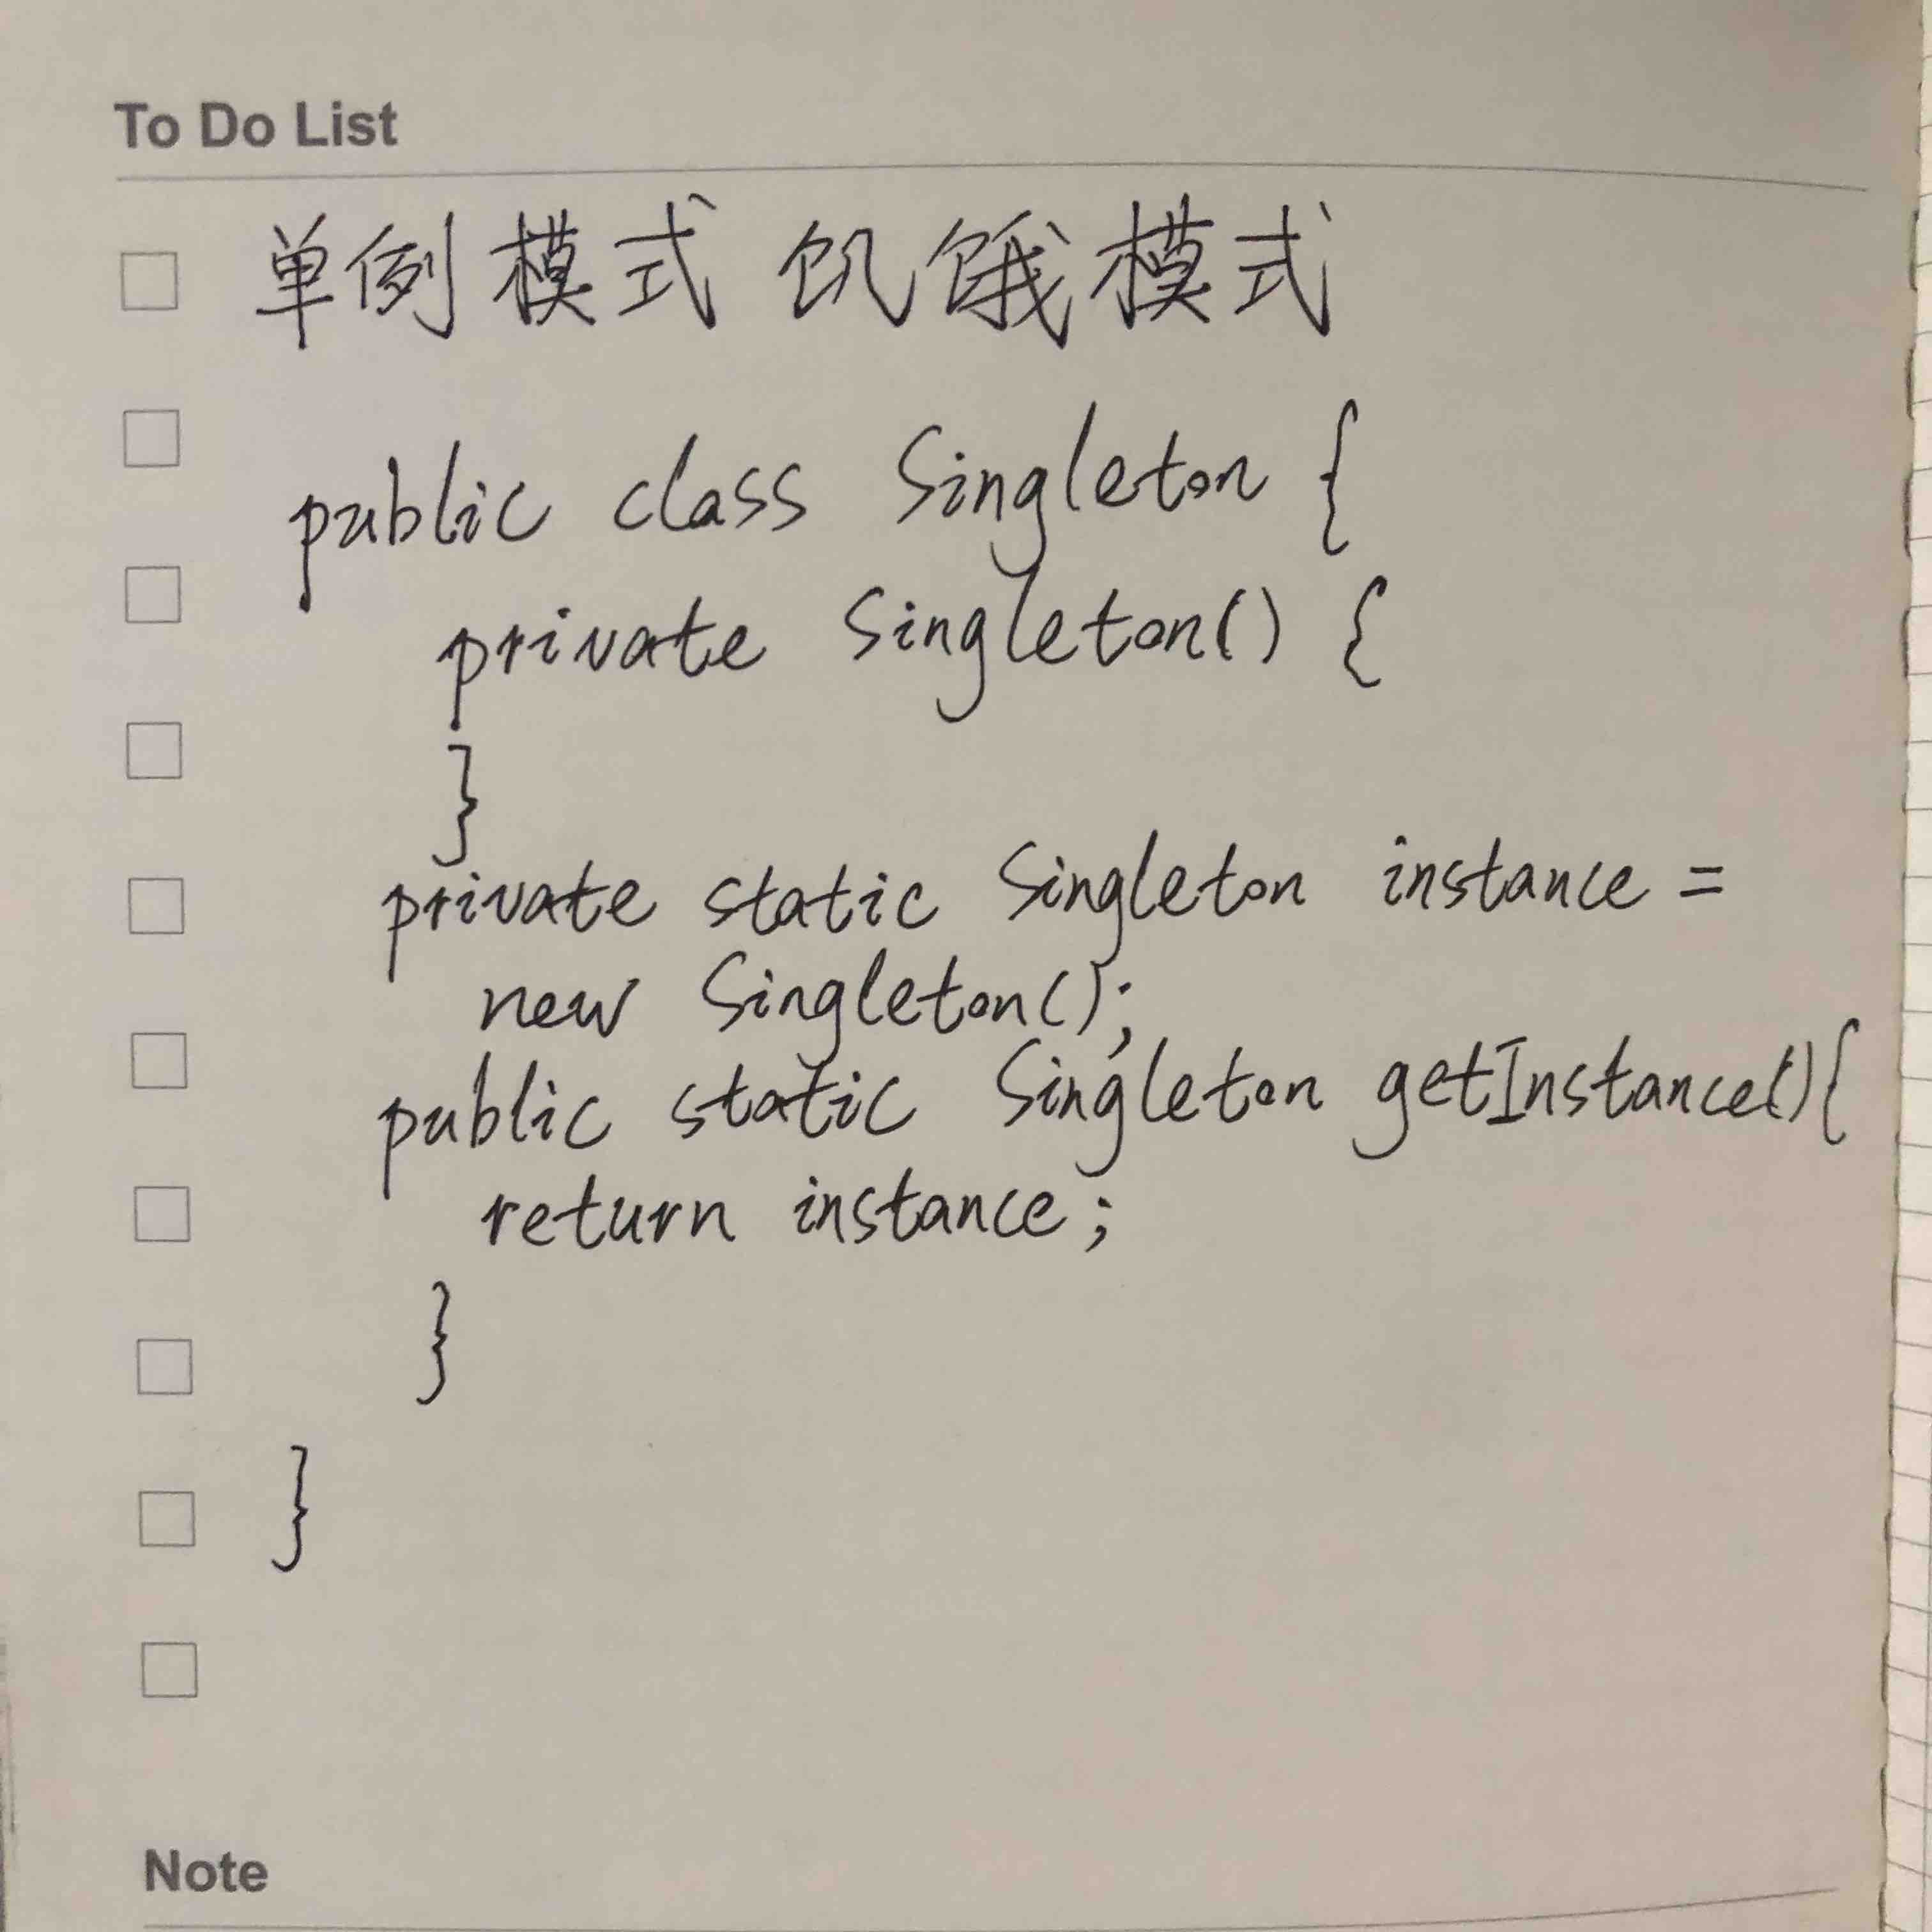 To Do List
单例模式 饥饿模式
public class Singleton {
private Singleton() {
}
private static Singleton instance =
new Singleton();
public static Singleton getInstance(){
return instance;
}
}
Note